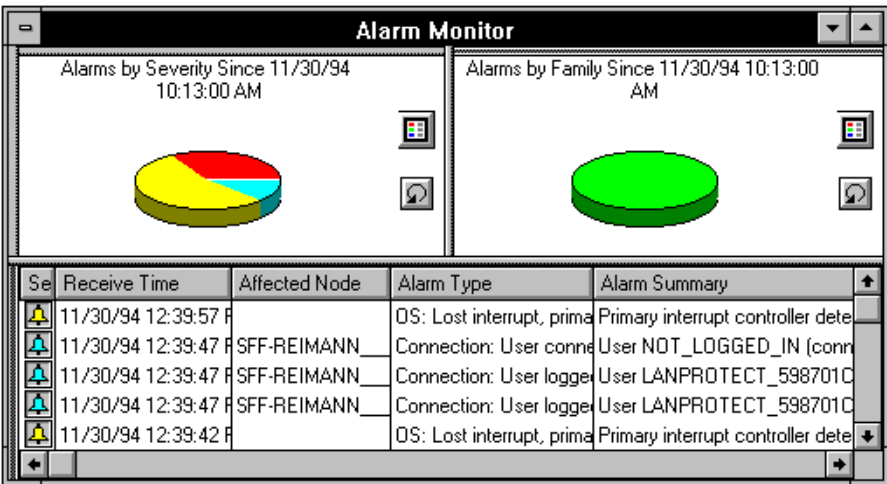 Alarm Monitor
Alarms by Severity Since 11/30/94
10:13:00 AM
Alarms by Family Since 11/30/94 10:13:00
AM
Se Receive Time Affected Node Alarm Type Alarm Summary
11/30/94 12:39:57 P OS: Lost interrupt, prima Primary interrupt controller dete
11/30/94 12:39:47 P SFF-REIMANN____ Connection: User conne User NOT_LOGGED_IN (conn
11/30/94 12:39:47 P SFF-REIMANN____ Connection: User logge User LANPROTECT_598701C
11/30/94 12:39:47 P SFF-REIMANN____ Connection: User logge User LANPROTECT_598701C
11/30/94 12:39:42 P OS: Lost interrupt, prima Primary interrupt controller dete